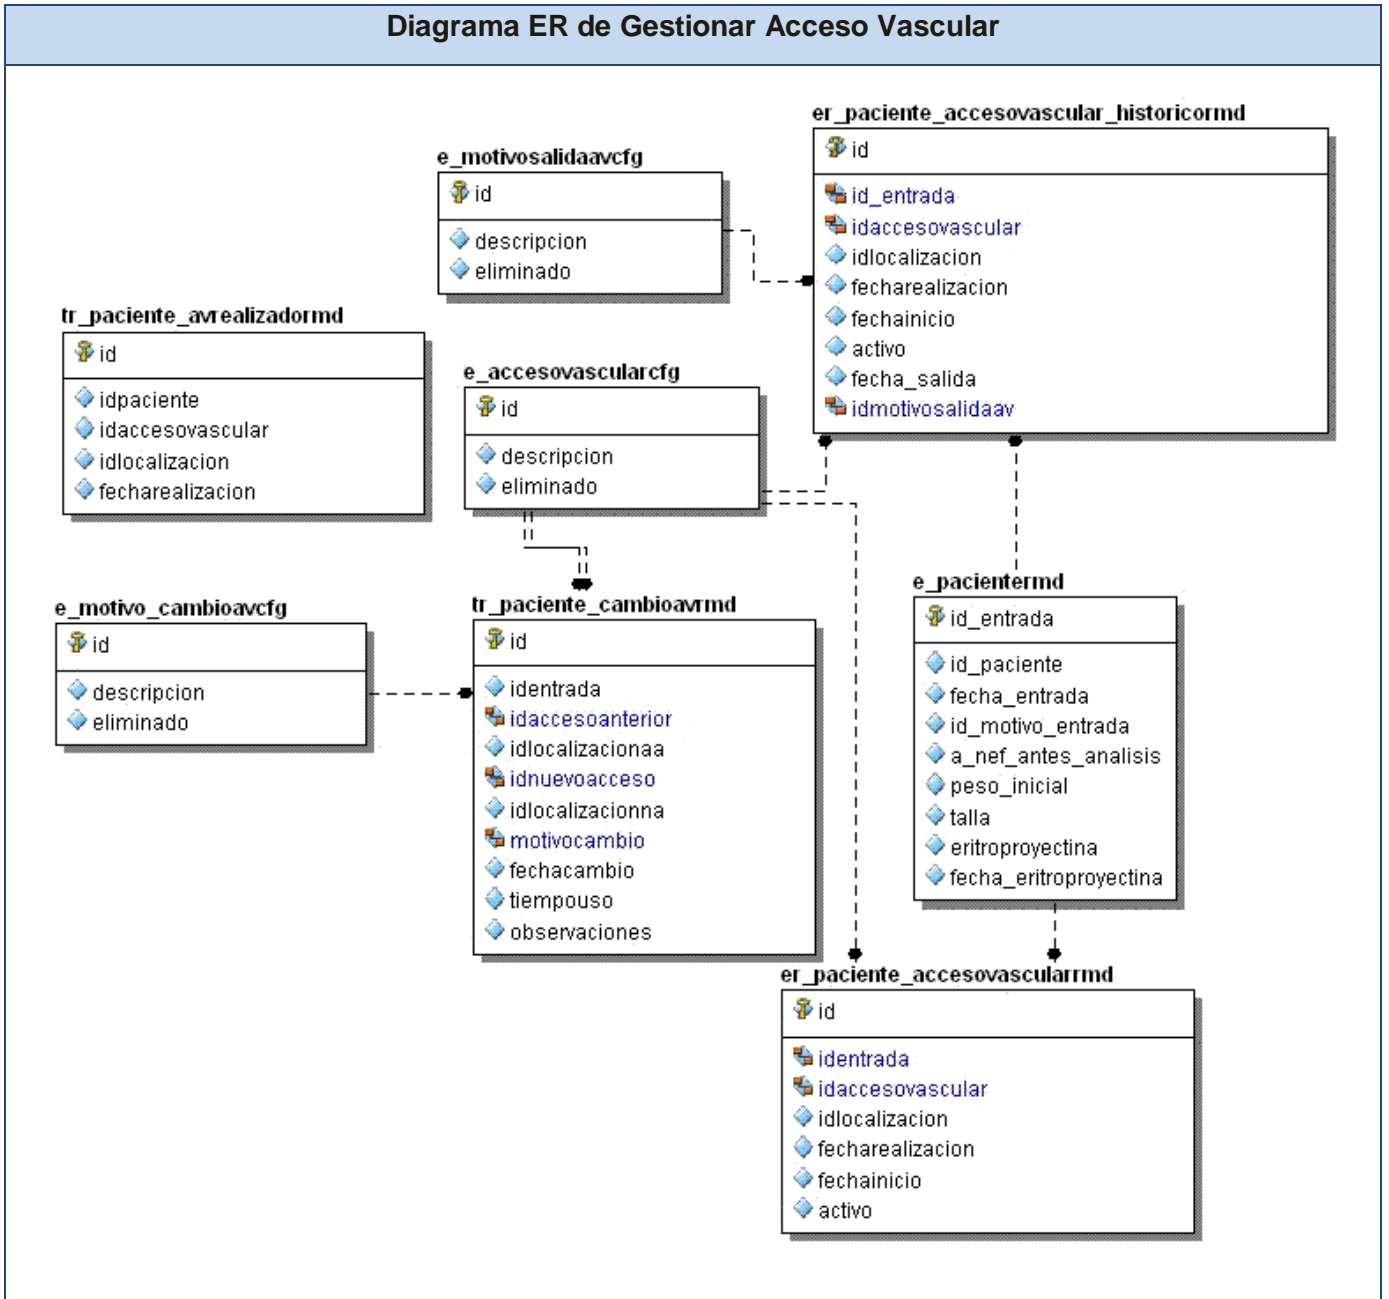 Diagrama ER de Gestionar Acceso Vascular
er_paciente_accesovascular_historicormd
id
id_entrada
idaccesovascular
idlocalizacion
fecharealizacion
fechainicio
activo
fecha_salida
idmotivosalidaav
e_motivosalidaavcfg
id
descripcion
eliminado
tr_paciente_avrealizadormd
id
idpaciente
idaccesovascular
idlocalizacion
fecharealizacion
e_accesovascularcfg
id
descripcion
eliminado
e_motivo_cambioavcfg
id
descripcion
eliminado
tr_paciente_cambioavrmd
id
identrada
idaccesoanterior
idlocalizacionaa
idnuevoacceso
idlocalizacionna
motivocambio
fechacambio
tiempouso
observaciones
e_pacientermd
id_entrada
id_paciente
fecha_entrada
id_motivo_entrada
a_nef_antes_analisis
peso_inicial
talla
eritroproyectina
fecha_eritroproyectina
er_paciente_accesovascularrmd
id
identrada
idaccesovascular
idlocalizacion
fecharealizacion
fechainicio
activo